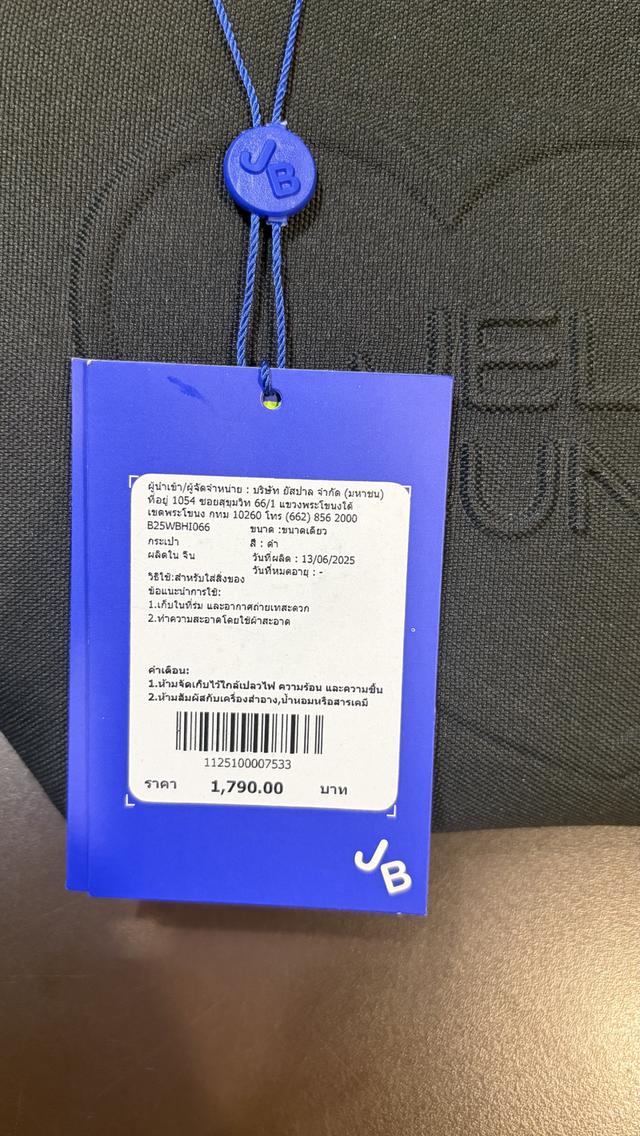 JB
JEL
UN
ผู้นำเข้า/ผู้จัดจำหน่าย : บริษัท ยัสปาล จำกัด (มหาชน)
ที่อยู่ 1054 ซอยสุขุมวิท 66/1 แขวงพระโขนงใต้
เขตพระโขนง กทม 10260 โทร (662) 856 2000
B25WBHI066 ขนาด :ขนาดเดียว
กระเปา สี : ดำ
ผลิตใน จีน วันที่ผลิต : 13/06/2025
วันที่หมดอายุ : -
วิธีใช้:สำหรับใส่สิ่งของ
ข้อแนะนำการใช้:
1.เก็บในที่ร่ม และอากาศถ่ายเทสะดวก
2.ทำความสะอาดโดยใช้ผ้าสะอาด
คำเตือน:
1.ห้ามจัดเก็บไว้ใกล้เปลวไฟ ความร้อน และความชื้น
2.ห้ามสัมผัสกับเครื่องสำอาง,น้ำหอมหรือสารเคมี
1125100007533
ราคา 1,790.00 บาท
JB